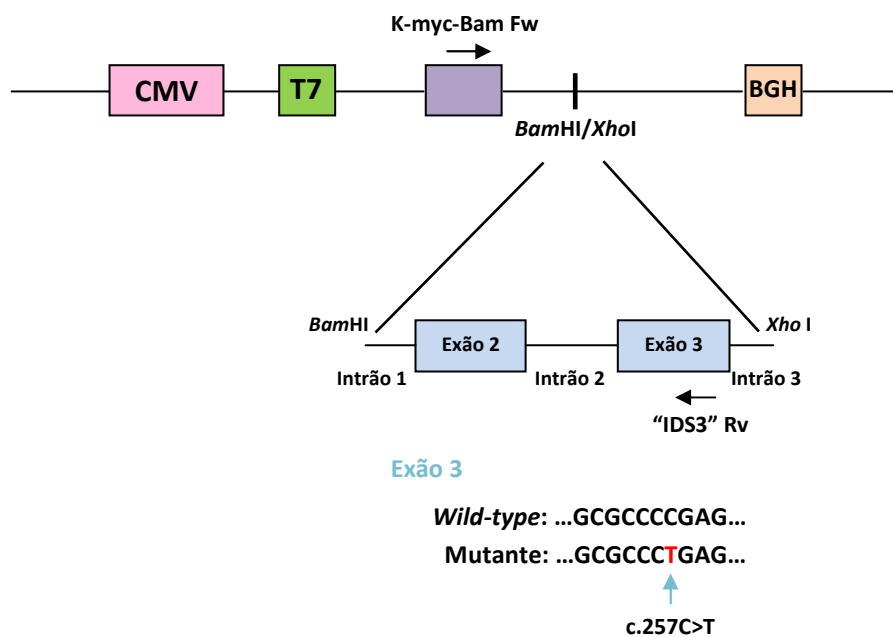 K-myc-Bam Fw
CMV
T7
BGH
BamHI/XhoI
BamHI
Xho I
Exão 2
Exão 3
Intrão 1
Intrão 2
Intrão 3
“IDS3” Rv
Exão 3
Wild-type: ...GCGCCCCGAG...
Mutante: ...GCGCCCTGAG...
c.257C>T